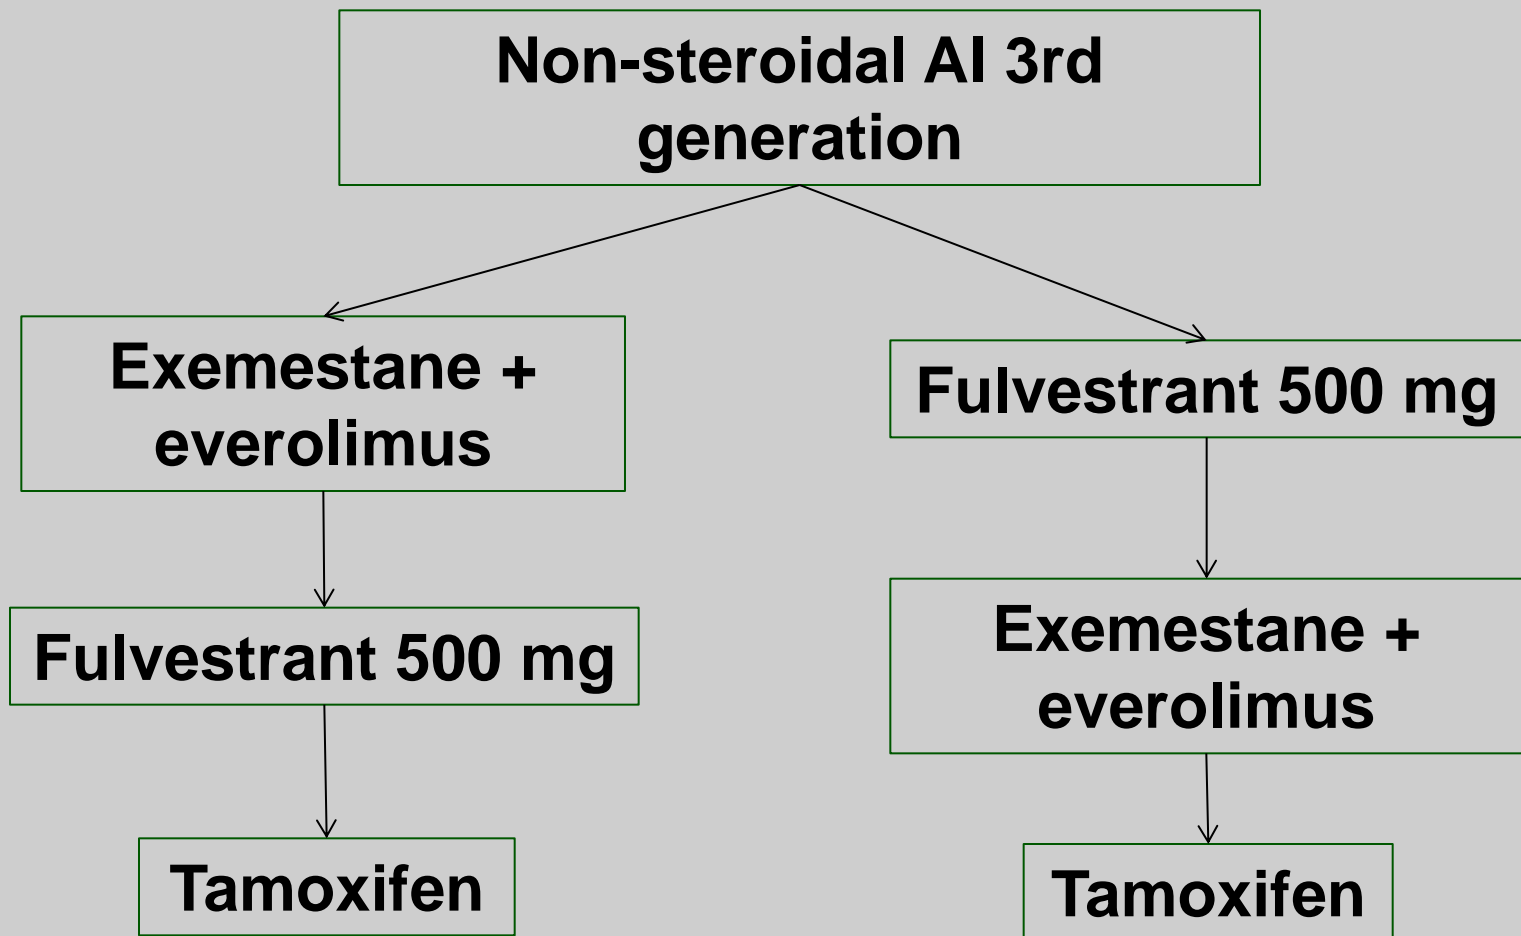 Non-steroidal AI 3rd
generation
Exemestane +
everolimus
Fulvestrant 500 mg
Tamoxifen
Fulvestrant 500 mg
Exemestane +
everolimus
Tamoxifen